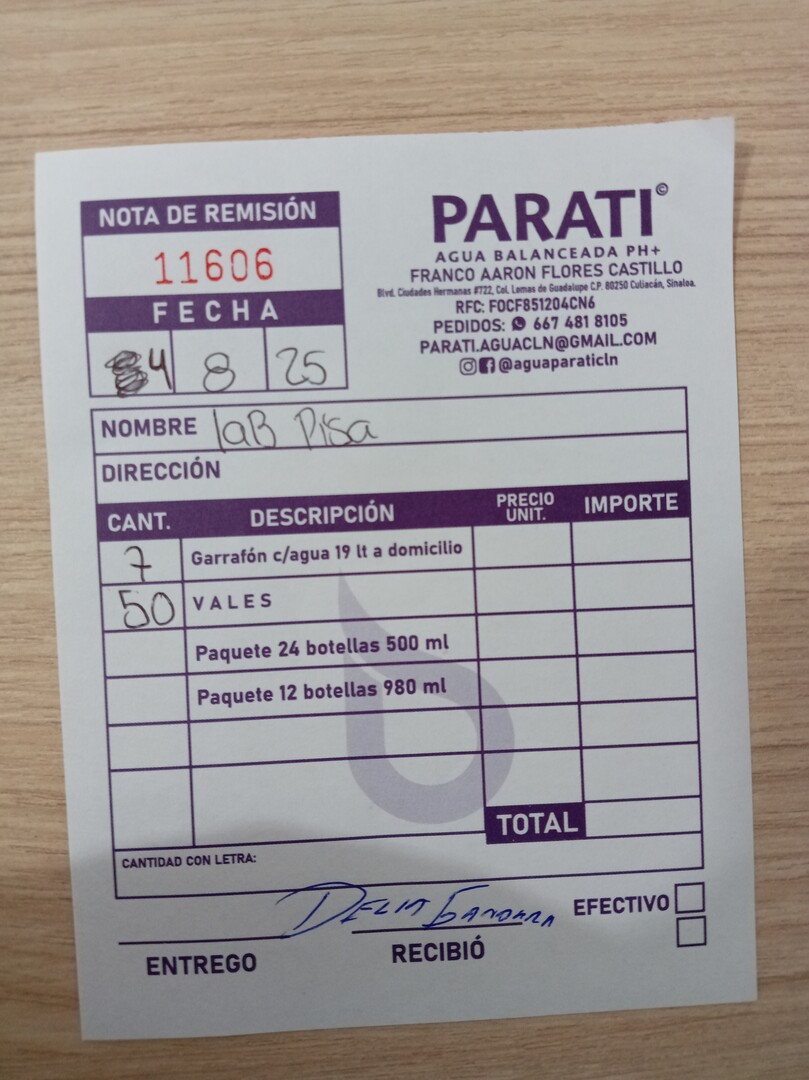 NOTA DE REMISIÓN
11606
FECHA
4 8 25
PARATI©
AGUA BALANCEADA PH+
FRANCO AARON FLORES CASTILLO
Blvd. Ciudades Hermanas #722, Col. Lomas de Guadalupe C.P. 80250 Culiacán, Sinaloa.
RFC: FOCF851204CN6
PEDIDOS: 667 481 8105
PARATI.AGUACLN@GMAIL.COM
@aguaparaticln
NOMBRE laB Pisa
DIRECCIÓN
CANT. DESCRIPCIÓN PRECIO UNIT. IMPORTE
7 Garrafón c/agua 19 lt a domicilio
50 VALES
Paquete 24 botellas 500 ml
Paquete 12 botellas 980 ml
TOTAL
CANTIDAD CON LETRA:
DELIA GANDARA
EFECTIVO
ENTREGO RECIBIÓ